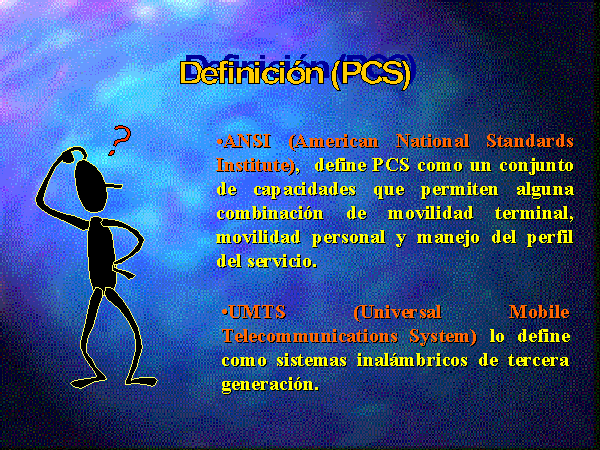 Definición (PCS)
?
•ANSI (American National Standards
Institute), define PCS como un conjunto
de capacidades que permiten alguna
combinación de movilidad terminal,
movilidad personal y manejo del perfil
del servicio.
•UMTS (Universal Mobile
Telecommunications System) lo define
como sistemas inalámbricos de tercera
generación.